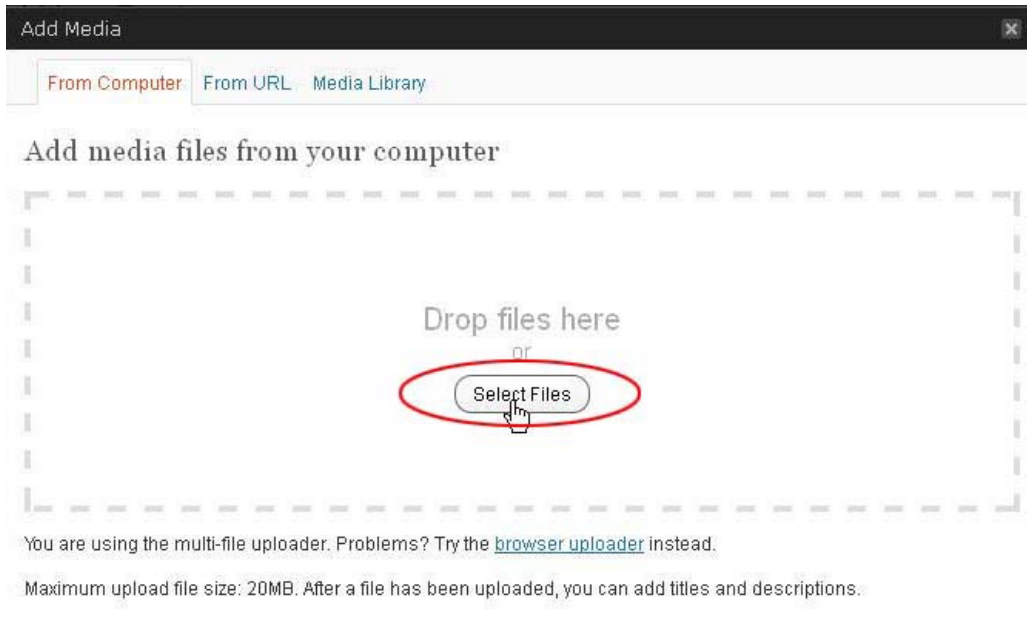 Add Media
From Computer From URL Media Library
Add media files from your computer
Drop files here
or
Select Files
You are using the multi-file uploader. Problems? Try the browser uploader instead.
Maximum upload file size: 20MB. After a file has been uploaded, you can add titles and descriptions.